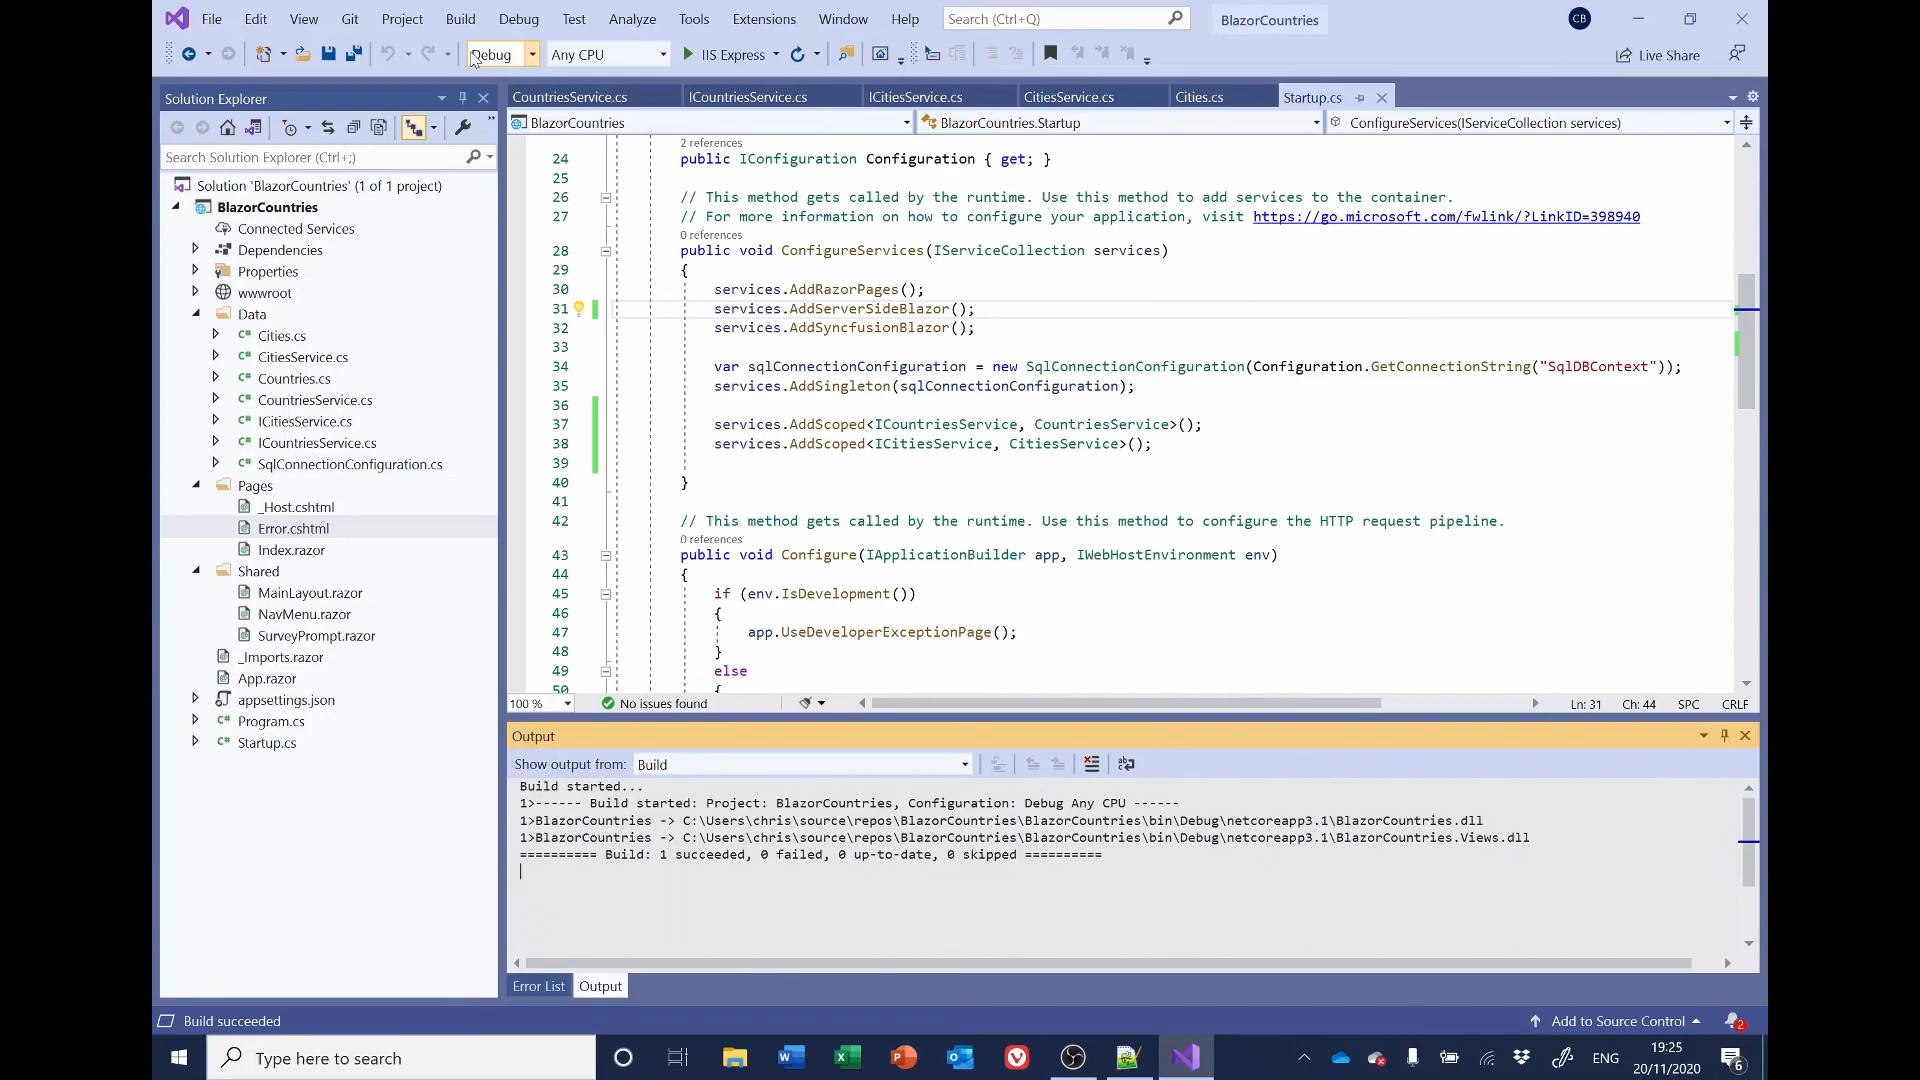 File Edit View Git Project Build Debug Test Analyze Tools Extensions Window Help Search (Ctrl+Q) BlazorCountries CB
Debug Any CPU IIS Express Live Share
Solution Explorer
Search Solution Explorer (Ctrl+;)
Solution 'BlazorCountries' (1 of 1 project)
BlazorCountries
Connected Services
Dependencies
Properties
wwwroot
Data
Cities.cs
CitiesService.cs
Countries.cs
CountriesService.cs
ICitiesService.cs
ICountriesService.cs
SqlConnectionConfiguration.cs
Pages
_Host.cshtml
Error.cshtml
Index.razor
Shared
MainLayout.razor
NavMenu.razor
SurveyPrompt.razor
_Imports.razor
App.razor
appsettings.json
Program.cs
Startup.cs
CountriesService.cs ICountriesService.cs ICitiesService.cs CitiesService.cs Cities.cs Startup.cs
BlazorCountries BlazorCountries.Startup ConfigureServices(IServiceCollection services)
2 references
24 public IConfiguration Configuration { get; }
25
26 // This method gets called by the runtime. Use this method to add services to the container.
27 // For more information on how to configure your application, visit https://go.microsoft.com/fwlink/?LinkID=398940
0 references
28 public void ConfigureServices(IServiceCollection services)
29 {
30 services.AddRazorPages();
31 services.AddServerSideBlazor();
32 services.AddSyncfusionBlazor();
33
34 var sqlConnectionConfiguration = new SqlConnectionConfiguration(Configuration.GetConnectionString("SqlDBContext"));
35 services.AddSingleton(sqlConnectionConfiguration);
36
37 services.AddScoped<ICountriesService, CountriesService>();
38 services.AddScoped<ICitiesService, CitiesService>();
39
40 }
41
42 // This method gets called by the runtime. Use this method to configure the HTTP request pipeline.
0 references
43 public void Configure(IApplicationBuilder app, IWebHostEnvironment env)
44 {
45 if (env.IsDevelopment())
46 {
47 app.UseDeveloperExceptionPage();
48 }
49 else
50 {
100 % No issues found Ln: 31 Ch: 44 SPC CRLF
Output
Show output from: Build
Build started...
1>------ Build started: Project: BlazorCountries, Configuration: Debug Any CPU ------
1>BlazorCountries -> C:\Users\chris\source\repos\BlazorCountries\BlazorCountries\bin\Debug\netcoreapp3.1\BlazorCountries.dll
1>BlazorCountries -> C:\Users\chris\source\repos\BlazorCountries\BlazorCountries\bin\Debug\netcoreapp3.1\BlazorCountries.Views.dll
========== Build: 1 succeeded, 0 failed, 0 up-to-date, 0 skipped ==========
Error List Output
Build succeeded Add to Source Control 2
Type here to search ENG 19:25 6
20/11/2020